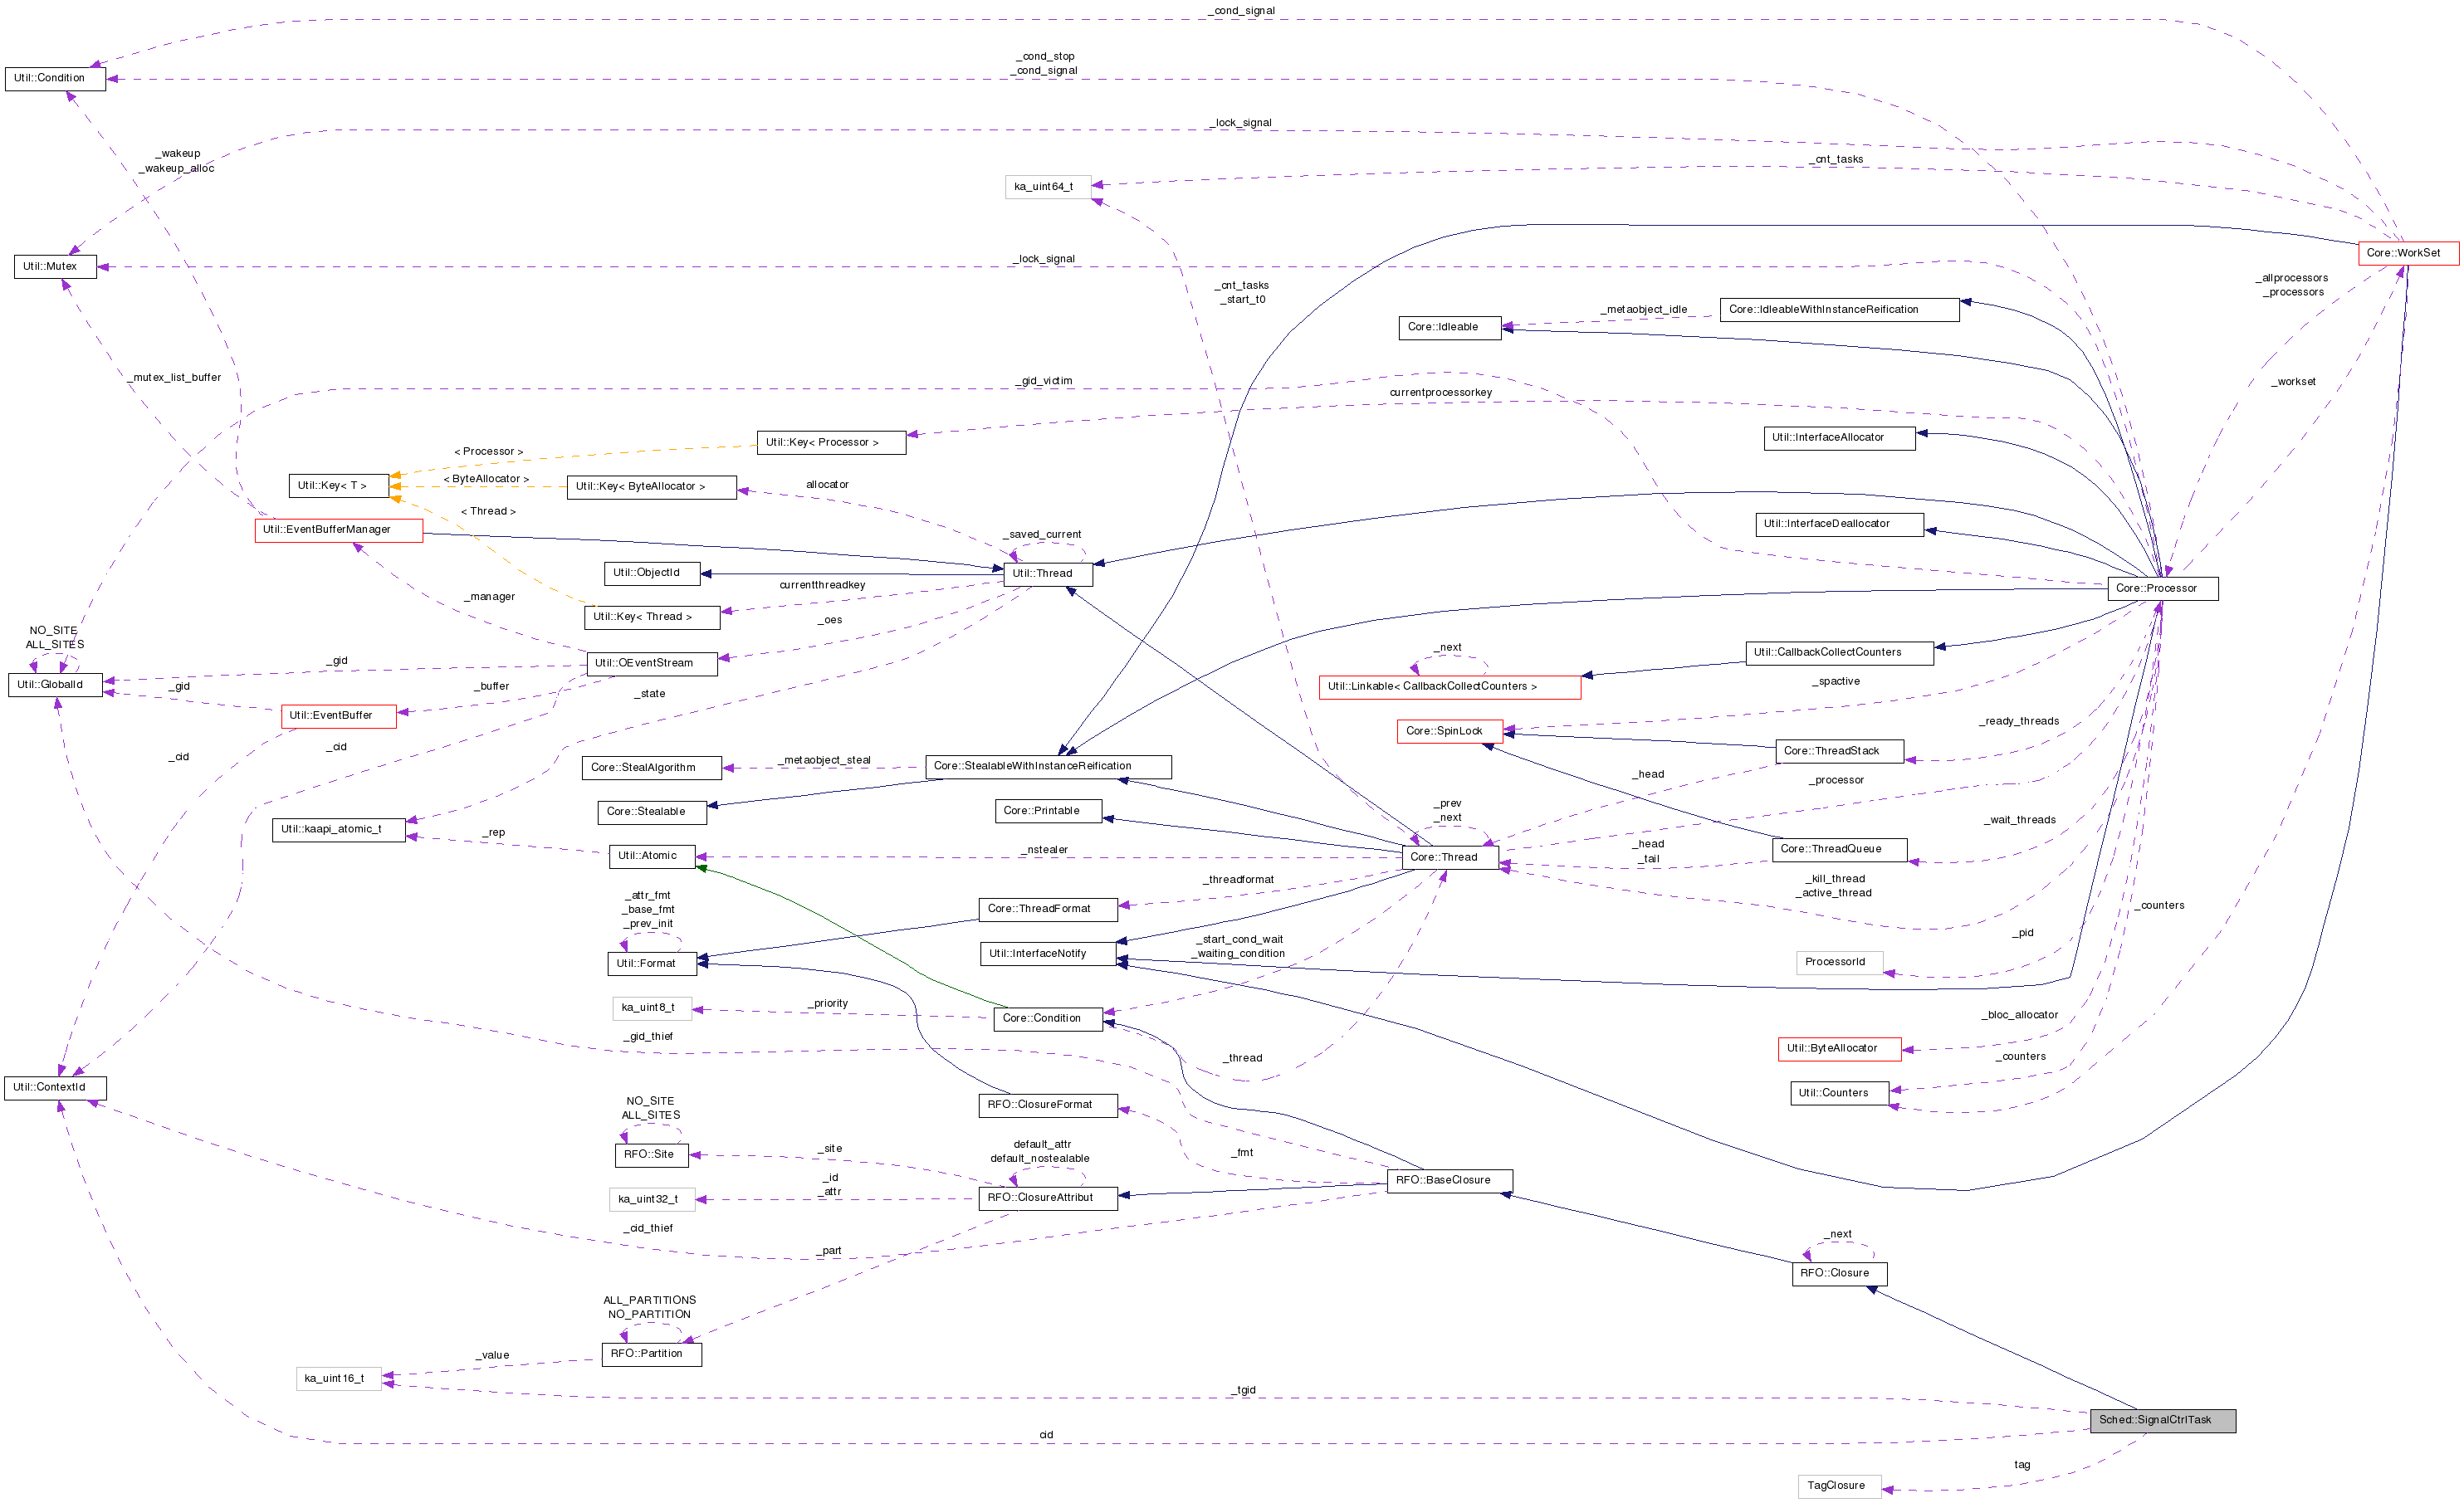 _cond_signal
_cond_stop
_cond_signal
Util::Condition
_lock_signal
_wakeup
_wakeup_alloc
_cnt_tasks
ka_uint64_t
Core::WorkSet
_lock_signal
Util::Mutex
_allprocessors
_processors
_cnt_tasks
_start_t0
_metaobject_idle
Core::IdleableWithInstanceReification
Core::Idleable
_mutex_list_buffer
_gid_victim
_workset
currentprocessorkey
Util::InterfaceAllocator
Util::Key< Processor >
< Processor >
Util::Key< T >
< ByteAllocator >
Util::Key< ByteAllocator >
allocator
< Thread >
Util::EventBufferManager
Util::InterfaceDeallocator
_saved_current
Util::ObjectId
Util::Thread
currentthreadkey
Core::Processor
_manager
Util::Key< Thread >
_oes
NO_SITE
ALL_SITES
_gid
Util::OEventStream
_next
Util::CallbackCollectCounters
Util::GlobalId
_gid
_buffer
_state
Util::Linkable< CallbackCollectCounters >
_spactive
Util::EventBuffer
_ready_threads
Core::SpinLock
_cid
_cid
Core::StealAlgorithm
_metaobject_steal
Core::StealableWithInstanceReification
Core::ThreadStack
_head
_processor
Core::Stealable
Core::Printable
_prev
_next
_wait_threads
Util::kaapi_atomic_t
_rep
Util::Atomic
_nstealer
Core::Thread
_head
_tail
Core::ThreadQueue
_threadformat
_kill_thread
_active_thread
_attr_fmt
_base_fmt
_prev_init
Core::ThreadFormat
_counters
_start_cond_wait
_waiting_condition
_pid
Util::Format
Util::InterfaceNotify
ProcessorId
ka_uint8_t
_priority
Core::Condition
_bloc_allocator
_gid_thief
_thread
Util::ByteAllocator
_counters
Util::ContextId
Util::Counters
NO_SITE
ALL_SITES
RFO::ClosureFormat
RFO::Site
_site
default_attr
default_nostealable
_fmt
_id
_attr
ka_uint32_t
RFO::ClosureAttribut
RFO::BaseClosure
_cid_thief
_part
_next
RFO::Closure
ALL_PARTITIONS
NO_PARTITION
RFO::Partition
_value
ka_uint16_t
_tgid
Sched::SignalCtrlTask
cid
tag
TagClosure